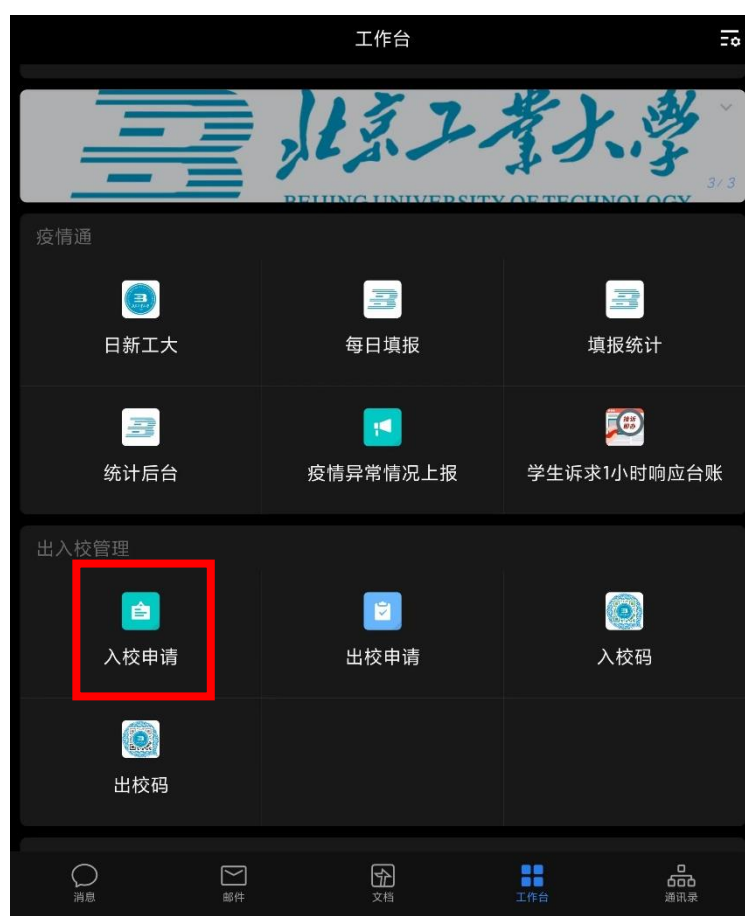 工作台
北京工业大學
3/3
BEIJING UNIVERSITY OF TECHNOLOGY
疫情通
日新工大
每日填报
填报统计
统计后台
疫情异常情况上报
学生诉求1小时响应台账
出入校管理
入校申请
出校申请
入校码
出校码
消息
邮件
文档
工作台
通讯录